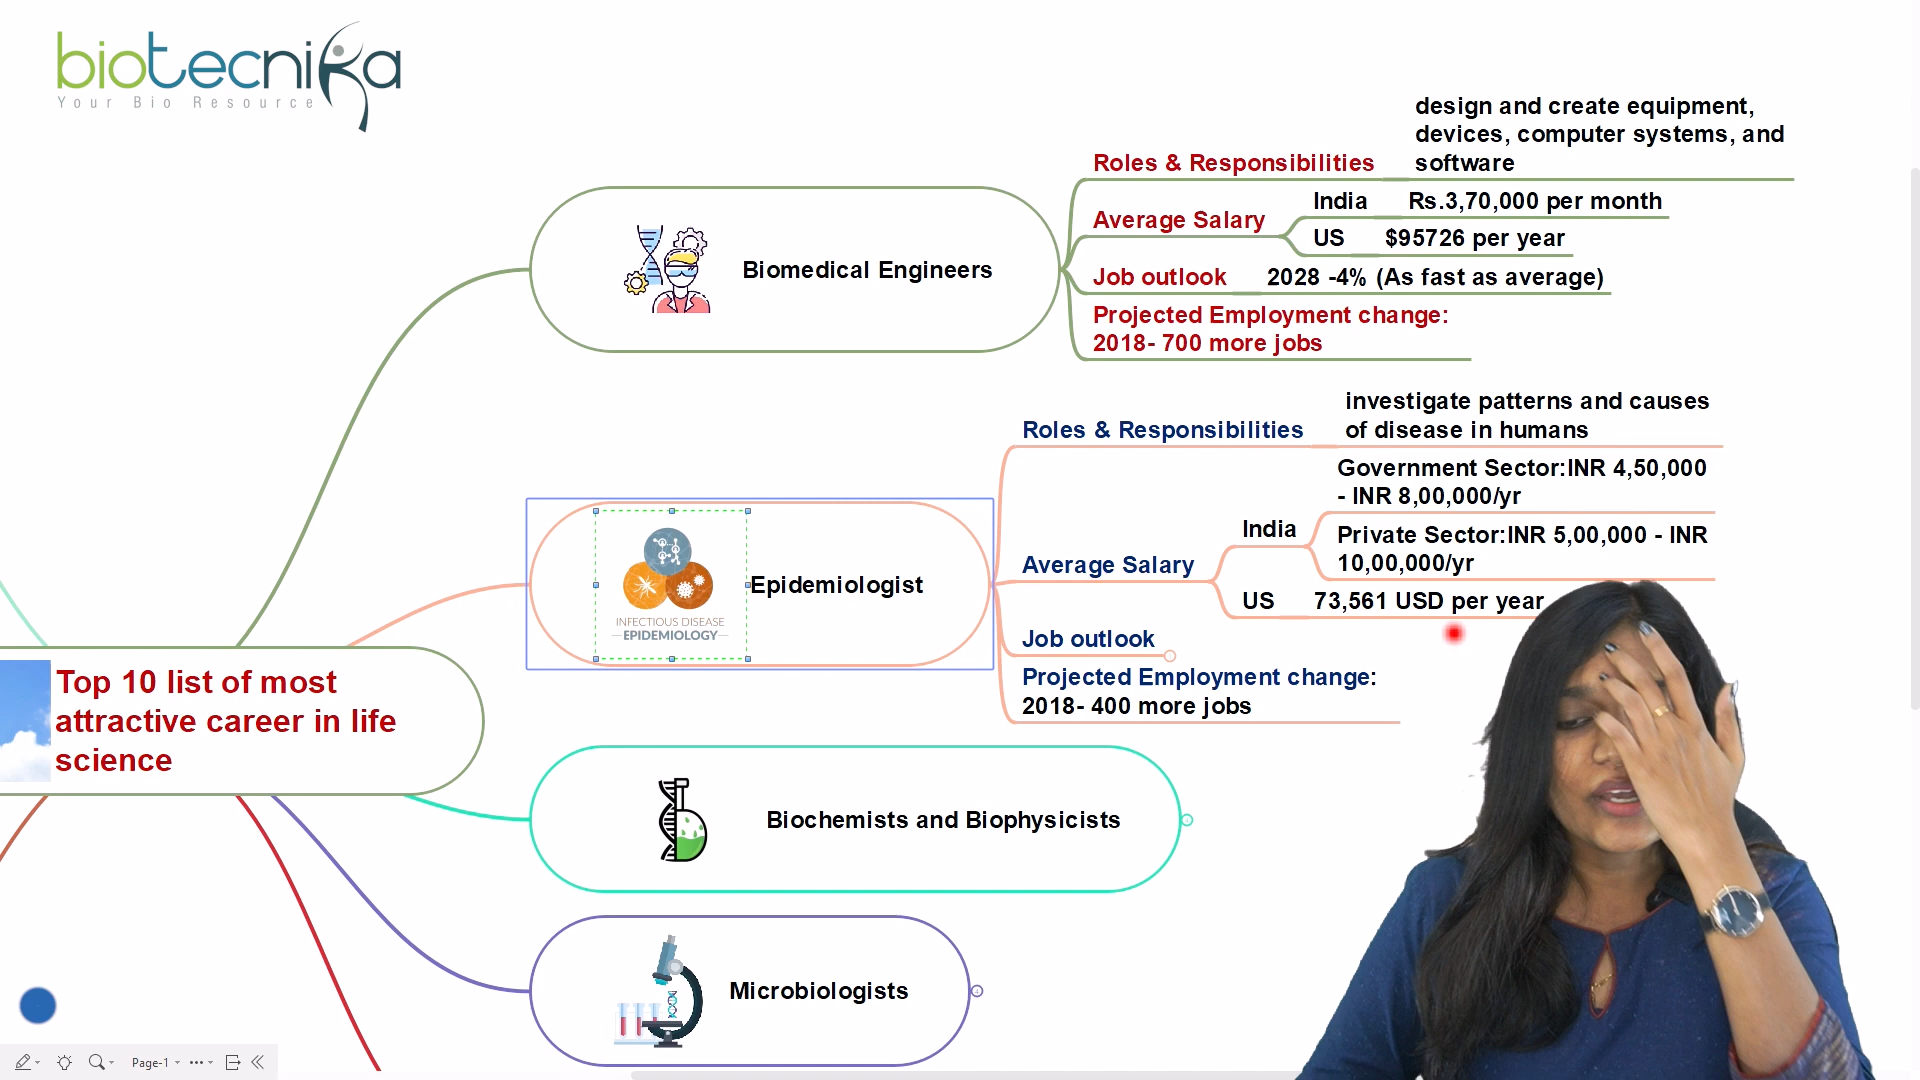 biotecnika
Your Bio Resource
design and create equipment,
devices, computer systems, and
software
Roles & Responsibilities
India Rs.3,70,000 per month
Average Salary
US $95726 per year
Biomedical Engineers
Job outlook 2028 -4% (As fast as average)
Projected Employment change:
2018- 700 more jobs
investigate patterns and causes
of disease in humans
Roles & Responsibilities
Government Sector:INR 4,50,000
- INR 8,00,000/yr
India
Private Sector:INR 5,00,000 - INR
10,00,000/yr
Average Salary
US 73,561 USD per year
Epidemiologist
INFECTIOUS DISEASE
EPIDEMIOLOGY
Job outlook
Projected Employment change:
2018- 400 more jobs
Top 10 list of most
attractive career in life
science
Biochemists and Biophysicists
Microbiologists
Page-1